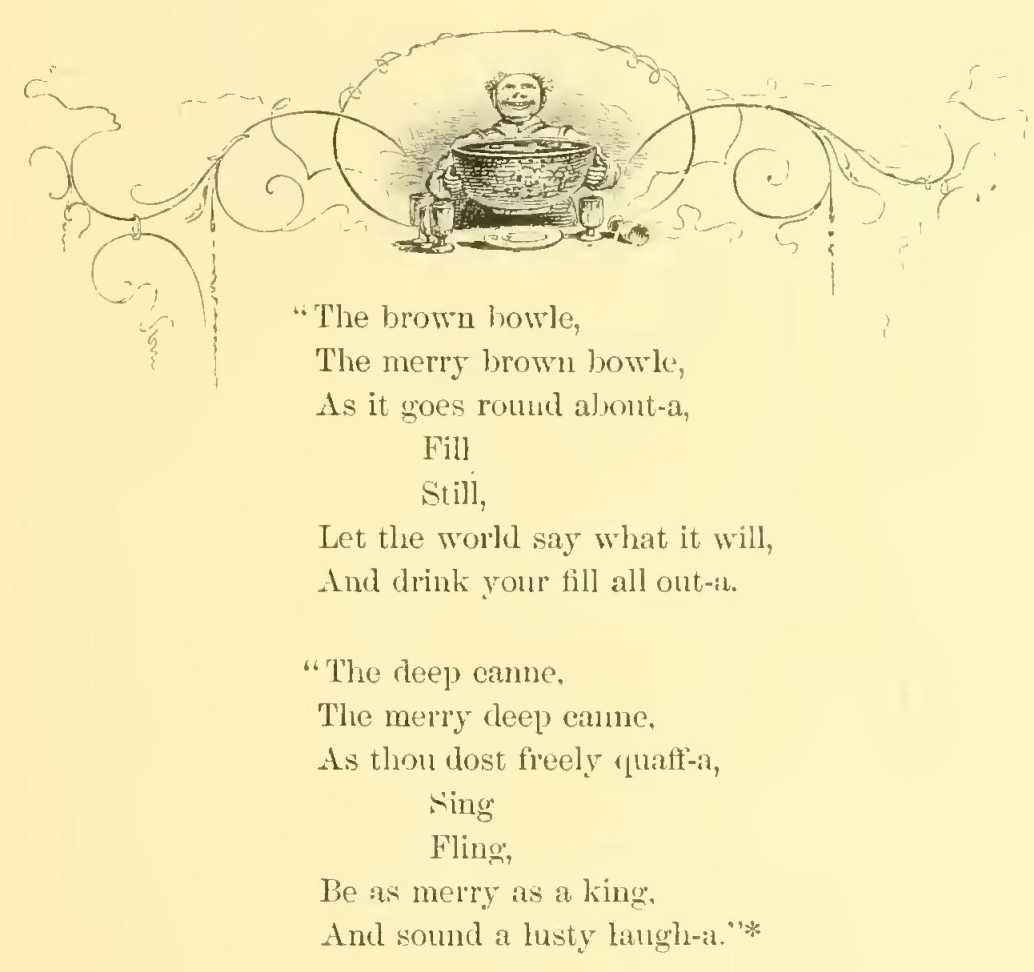 “The brown bowle,
The merry brown bowle,
As it goes round about-a,
Fill
Still,
Let the world say what it will,
And drink your fill all out-a.
“The deep canne,
The merry deep canne,
As thou dost freely quaff-a,
Sing
Fling,
Be as merry as a king,
And sound a lusty laugh-a.”*